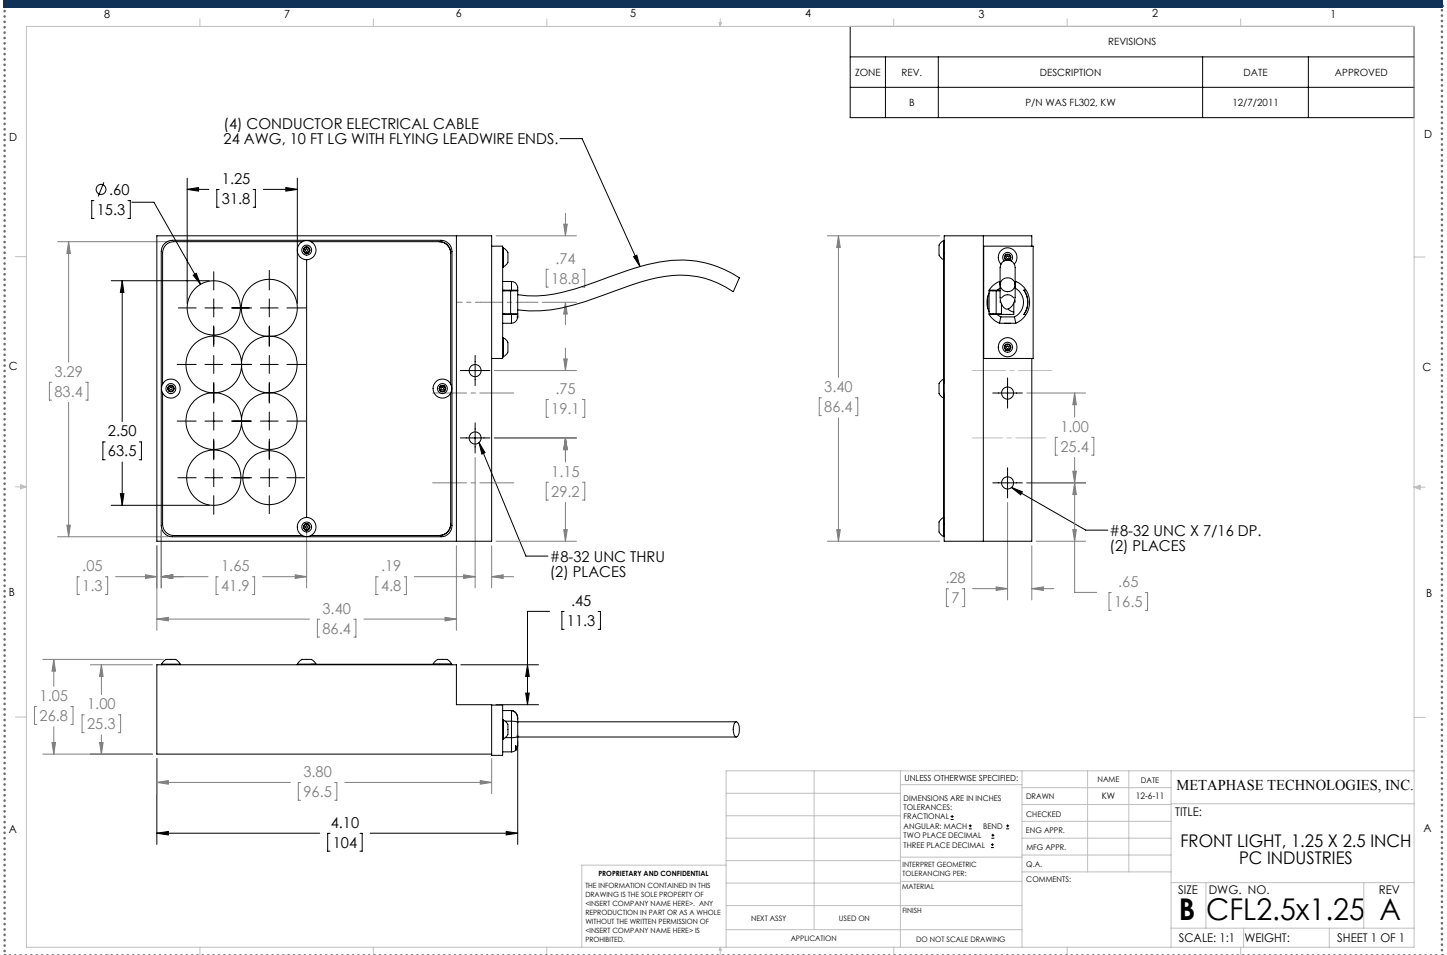 8 7 6 5 4 3 2 1
REVISIONS
ZONE REV. DESCRIPTION DATE APPROVED
B P/N WAS FL302, KW 12/7/2011
D D
(4) CONDUCTOR ELECTRICAL CABLE
24 AWG, 10 FT LG WITH FLYING LEADWIRE ENDS.
Ø.60
[15.3]
1.25
[31.8]
.74
[18.8]
C C
3.29
[83.4]
2.50
[63.5]
.75
[19.1]
1.15
[29.2]
3.40
[86.4]
1.00
[25.4]
#8-32 UNC THRU
(2) PLACES
#8-32 UNC X 7/16 DP.
(2) PLACES
.05
[1.3]
1.65
[41.9]
.19
[4.8]
.28
[7]
.65
[16.5]
B B
3.40
[86.4]
.45
[11.3]
1.05
[26.8]
1.00
[25.3]
3.80
[96.5]
4.10
[104]
A A
PROPRIETARY AND CONFIDENTIAL
THE INFORMATION CONTAINED IN THIS
DRAWING IS THE SOLE PROPERTY OF
<INSERT COMPANY NAME HERE>. ANY
REPRODUCTION IN PART OR AS A WHOLE
WITHOUT THE WRITTEN PERMISSION OF
<INSERT COMPANY NAME HERE> IS
PROHIBITED.
NEXT ASSY USED ON
APPLICATION
UNLESS OTHERWISE SPECIFIED:
DIMENSIONS ARE IN INCHES
TOLERANCES:
FRACTIONAL ±
ANGULAR: MACH ± BEND ±
TWO PLACE DECIMAL ±
THREE PLACE DECIMAL ±
INTERPRET GEOMETRIC
TOLERANCING PER:
MATERIAL
FINISH
DO NOT SCALE DRAWING
NAME DATE
DRAWN KW 12-6-11
CHECKED
ENG APPR.
MFG APPR.
Q.A.
COMMENTS:
METAPHASE TECHNOLOGIES, INC.
TITLE:
FRONT LIGHT, 1.25 X 2.5 INCH
PC INDUSTRIES
SIZE DWG. NO. REV
B CFL2.5x1.25 A
SCALE: 1:1 WEIGHT: SHEET 1 OF 1